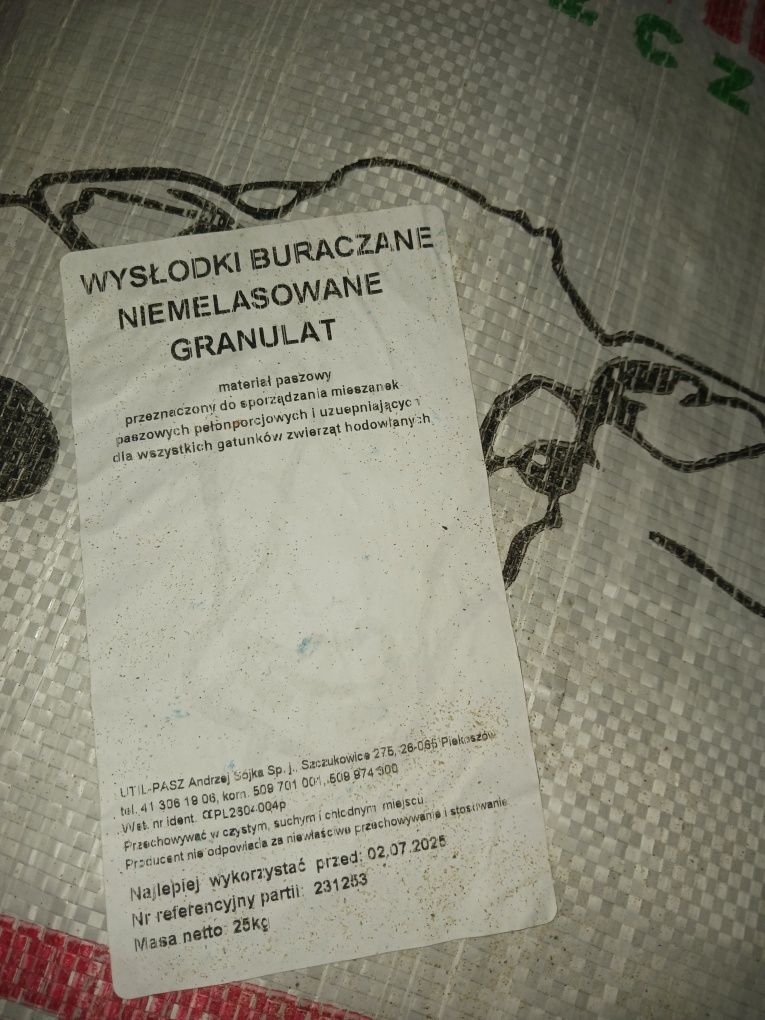 ŁCZ
WYSŁODKI BURACZANE
NIEMELASOWANE
GRANULAT
materiał paszowy
przeznaczony do sporządzania mieszanek
paszowych pełonporcjowych i uzuepniających
dla wszystkich gatunków zwierząt hodowlanych
UTIL-PASZ Andrzej Sójka Sp. j., Szczukowice 275, 26-065 Piekoszów
tel. 41 306 19 06, kom. 509 701 001, 509 974 300
Wet. nr ident. αPL2604004p
Przechowywać w czystym, suchym i chłodnym miejscu.
Producent nie odpowiada za niewłaściwe przechowywanie i stosowanie
Najlepiej wykorzystać przed: 02.07.2025
Nr referencyjny partii: 231253
Masa netto: 25kg